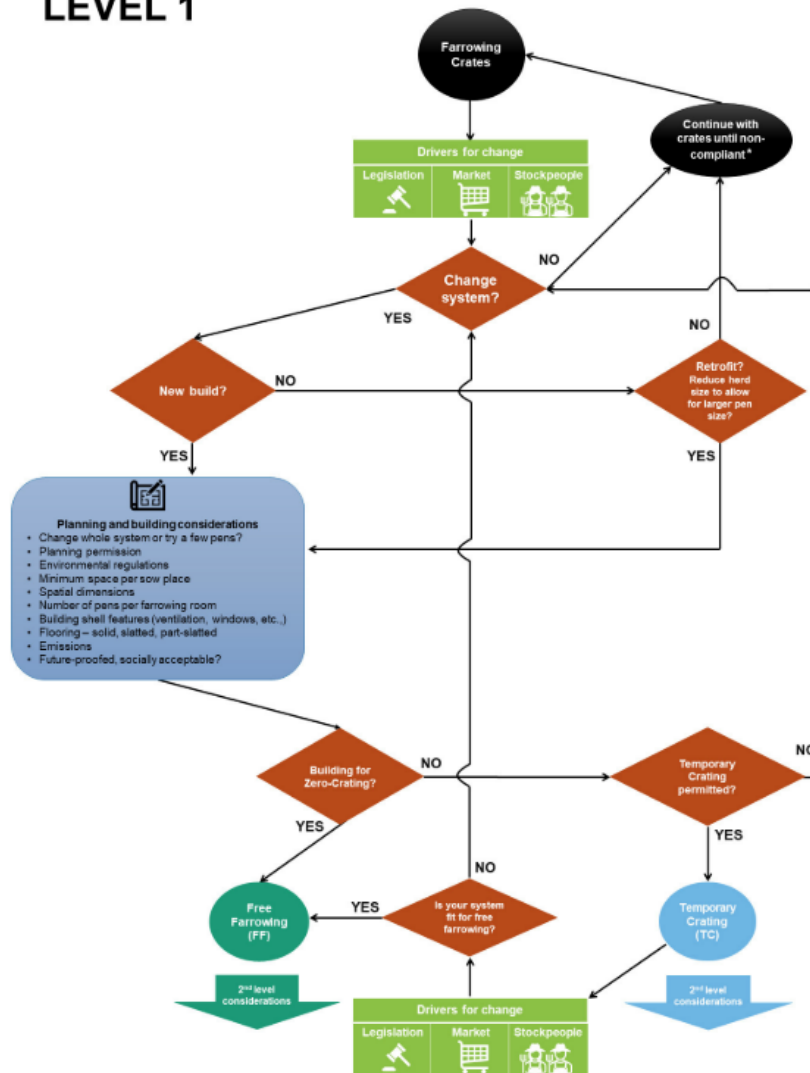 LEVEL 1
Farrowing
Crates
Continue with
crates until non-
compliant*
Drivers for change
Legislation
Market
Stockpeople
Change
system?
NO
YES
New build?
NO
YES
Retrofit?
Reduce herd
size to allow
for larger pen
size?
NO
YES
Planning and building considerations
• Change whole system or try a few pens?
• Planning permission
• Environmental regulations
• Minimum space per sow place
• Spatial dimensions
• Number of pens per farrowing room
• Building shell features (ventilation, windows, etc.,)
• Flooring – solid, slatted, part-slatted
• Emissions
• Future-proofed, socially acceptable?
Building for
Zero-Crating?
NO
YES
Temporary
Crating
permitted?
NO
YES
Free
Farrowing
(FF)
YES
Is your system
fit for free
farrowing?
NO
Temporary
Crating
(TC)
2nd level
considerations
2nd level
considerations
Drivers for change
Legislation
Market
Stockpeople